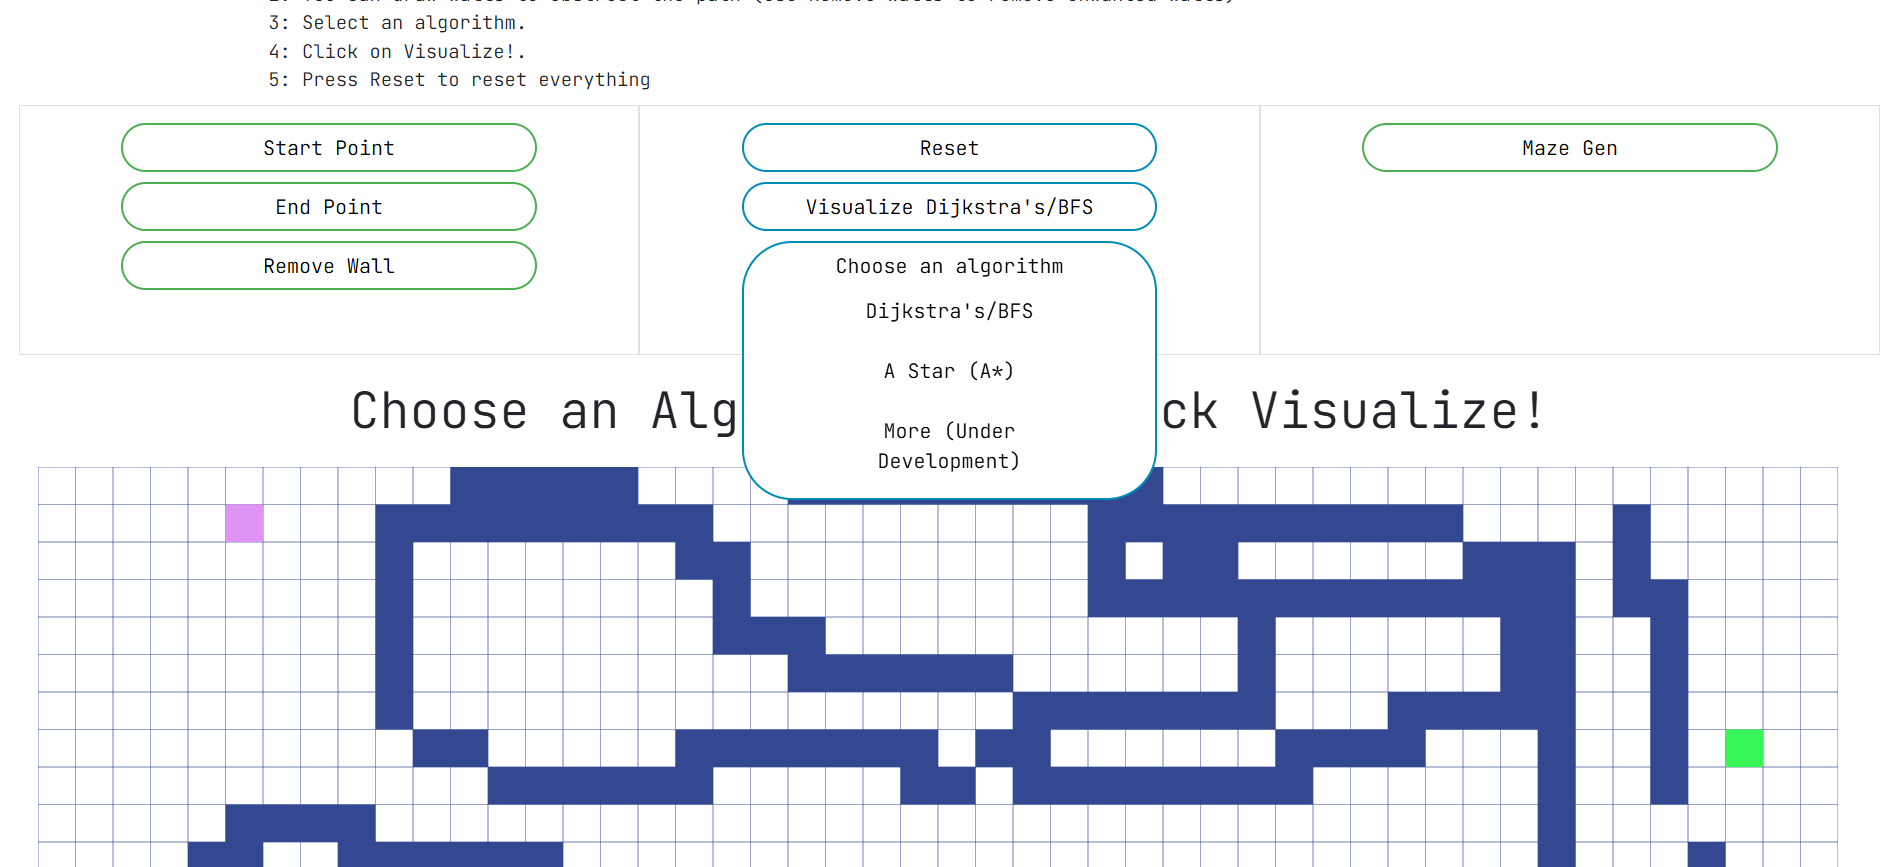 3: Select an algorithm.
4: Click on Visualize!.
5: Press Reset to reset everything
Start Point
Reset
Maze Gen
End Point
Visualize Dijkstra's/BFS
Remove Wall
Choose an algorithm
Dijkstra's/BFS
A Star (A*)
More (Under
Development)
Choose an Alg ck Visualize!